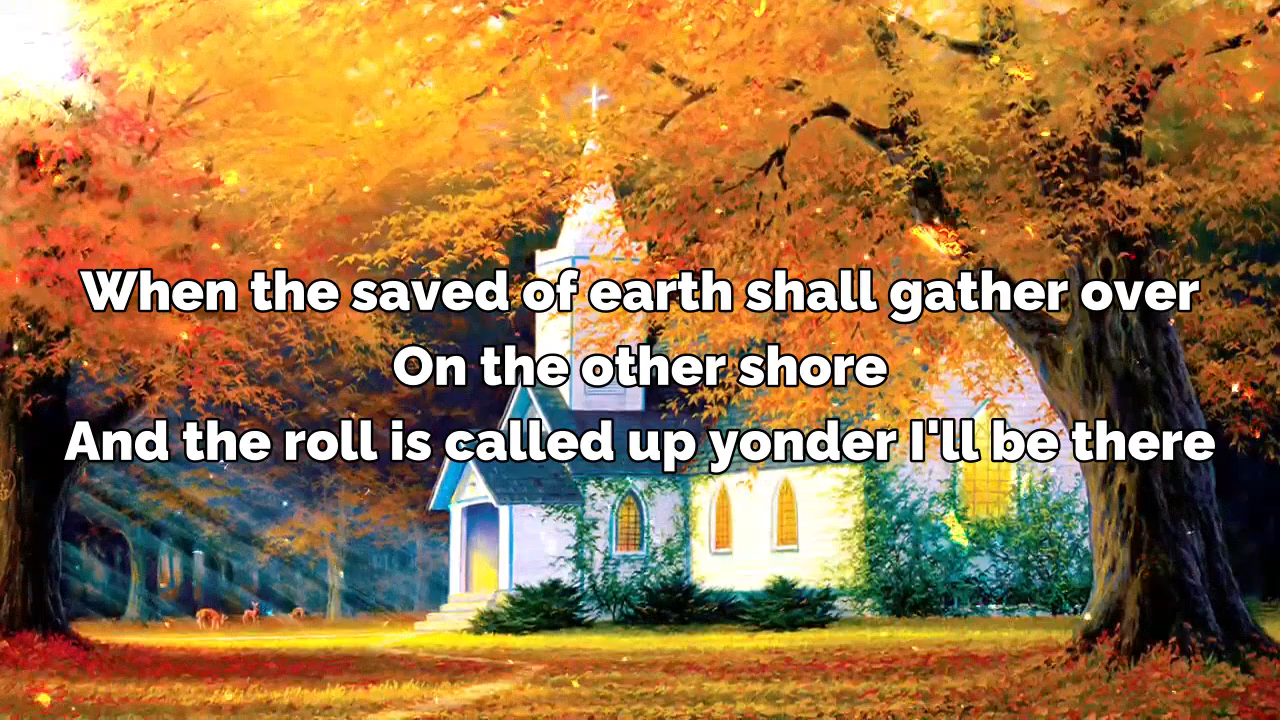 When the saved of earth shall gather over
On the other shore
And the roll is called up yonder I'll be there